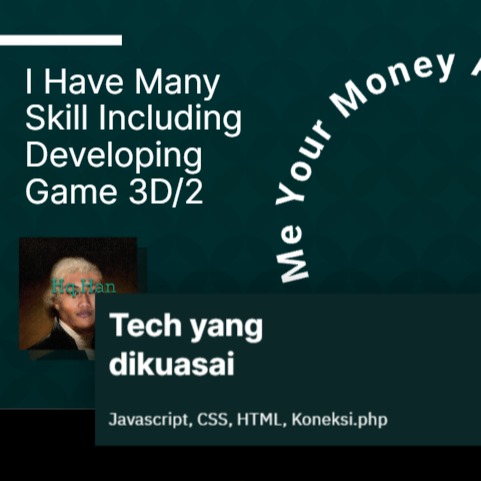 I Have Many
Skill Including
Developing
Game 3D/2
Me Your Money
Hq.Han
Tech yang
dikuasai
Javascript, CSS, HTML, Koneksi.php